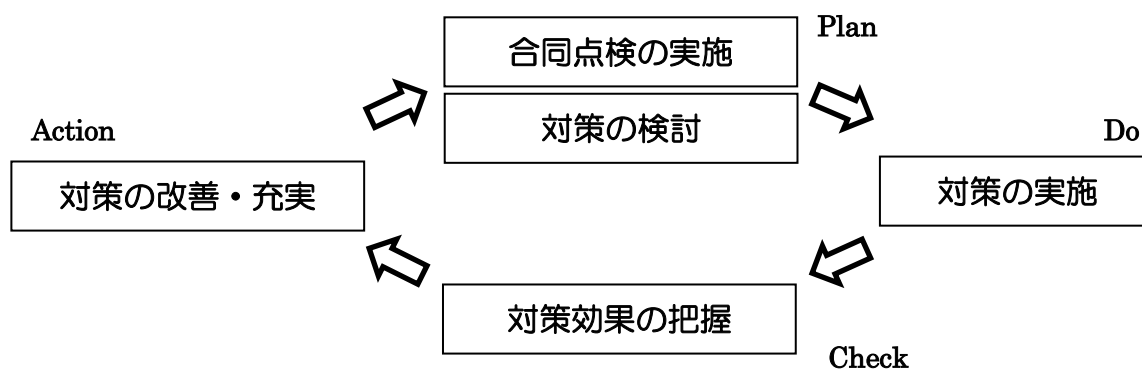 合同点検の実施
Plan
対策の検討
Action
Do
対策の改善・充実
対策の実施
対策効果の把握
Check